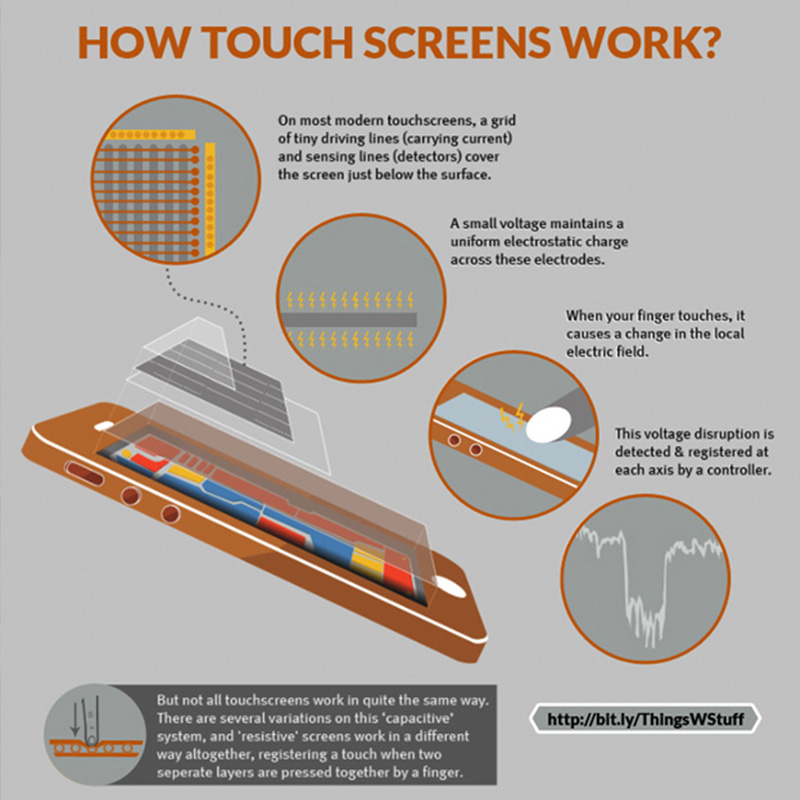 HOW TOUCH SCREENS WORK?
On most modern touchscreens, a grid
of tiny driving lines (carrying current)
and sensing lines (detectors) cover
the screen just below the surface.
A small voltage maintains a
uniform electrostatic charge
across these electrodes.
When your finger touches, it
causes a change in the local
electric field.
This voltage disruption is
detected & registered at
each axis by a controller.
But not all touchscreens work in quite the same way.
There are several variations on this 'capacitive'
system, and 'resistive' screens work in a different
way altogether, registering a touch when two
seperate layers are pressed together by a finger.
http://bit.ly/ThingsWStuff